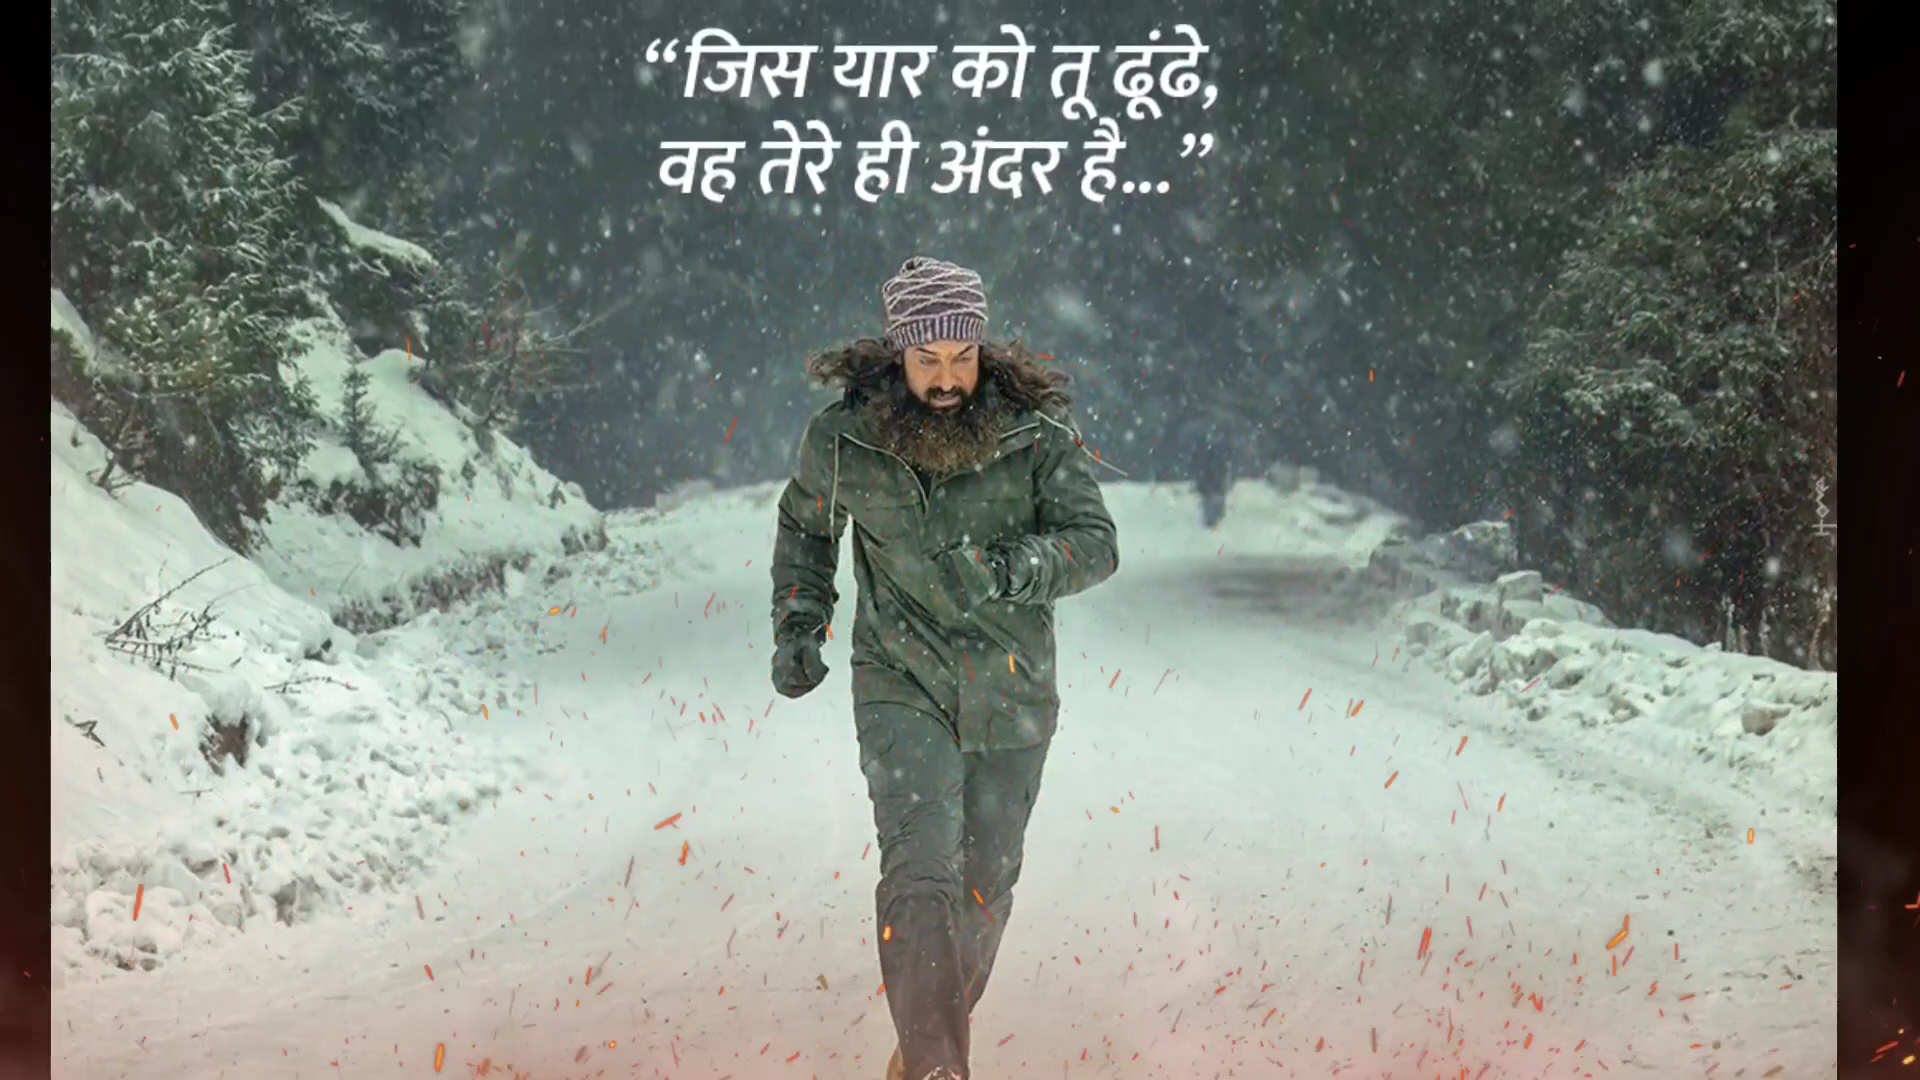 “जिस यार को तू ढूंढे,
वह तेरे ही अंदर है...”